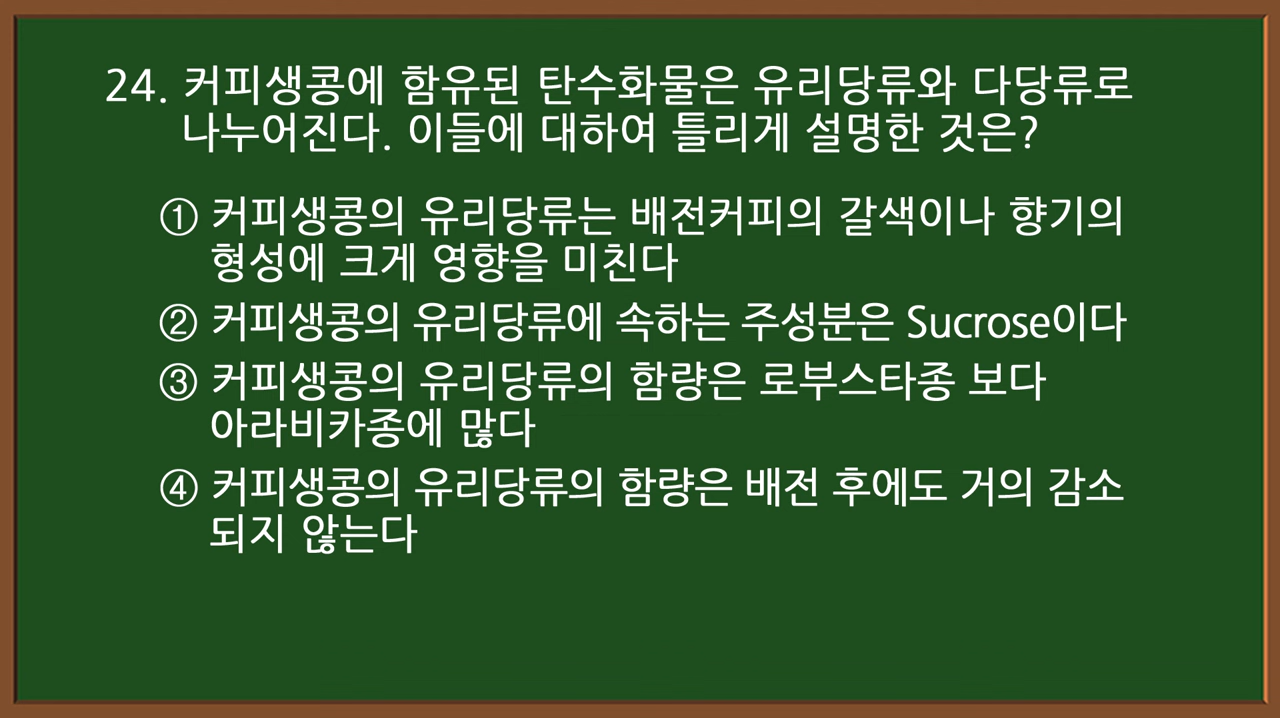 24. 커피생콩에 함유된 탄수화물은 유리당류와 다당류로
나누어진다. 이들에 대하여 틀리게 설명한 것은?
① 커피생콩의 유리당류는 배전커피의 갈색이나 향기의
형성에 크게 영향을 미친다
② 커피생콩의 유리당류에 속하는 주성분은 Sucrose이다
③ 커피생콩의 유리당류의 함량은 로부스타종 보다
아라비카종에 많다
④ 커피생콩의 유리당류의 함량은 배전 후에도 거의 감소
되지 않는다